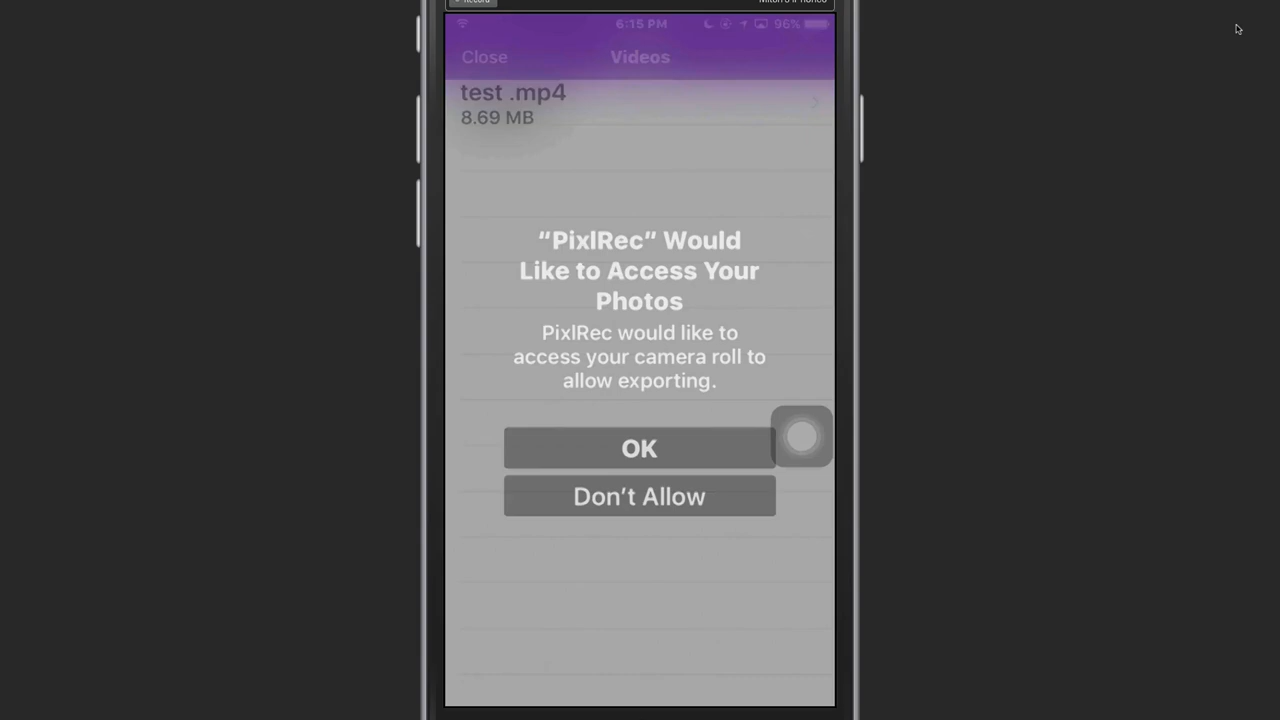 Record
6:15 PM
96%
Close
Videos
test .mp4
8.69 MB
“PixlRec” Would
Like to Access Your
Photos
PixlRec would like to
access your camera roll to
allow exporting.
OK
Don’t Allow